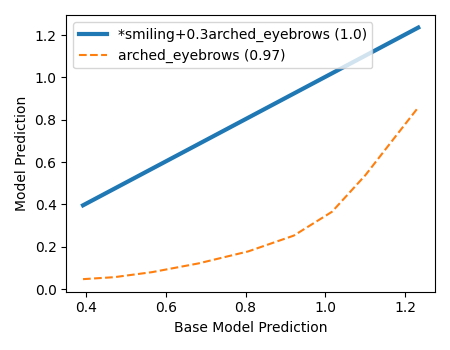 *smiling+0.3arched_eyebrows (1.0)
arched_eyebrows (0.97)
Model Prediction
1.2
1.0
0.8
0.6
0.4
0.2
0.0
0.4 0.6 0.8 1.0 1.2
Base Model Prediction